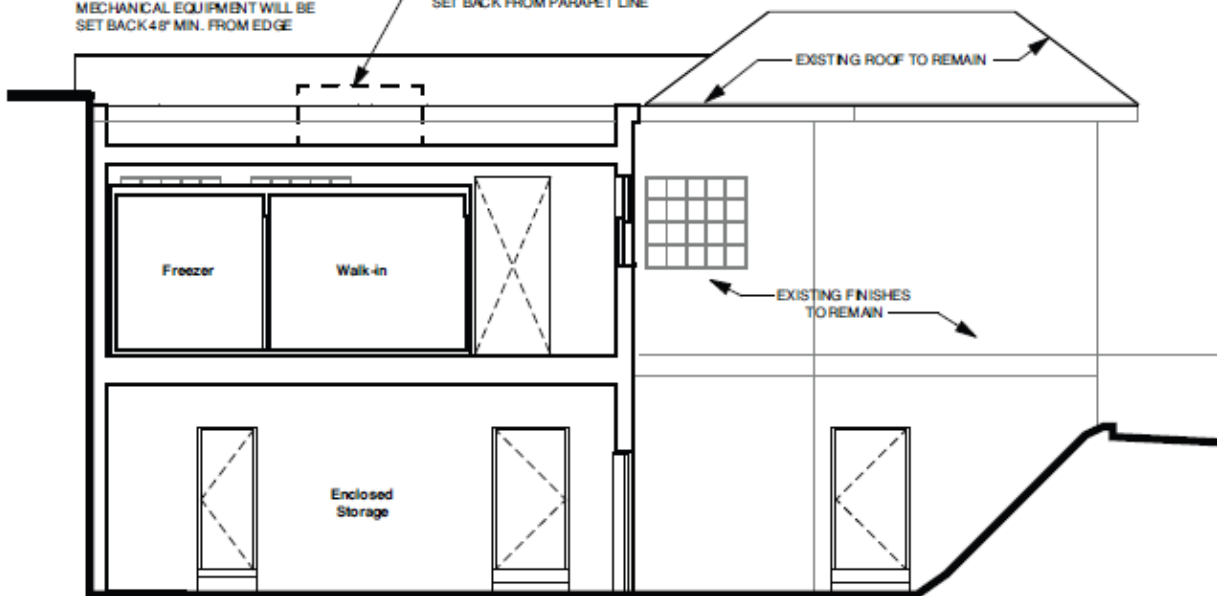 MECHANICAL EQUIPMENT WILL BE
SET BACK 48" MIN. FROM EDGE
SET BACK FROM PARAPET LINE
EXISTING ROOF TO REMAIN
Freezer
Walk-in
EXISTING FINISHES
TO REMAIN
Enclosed
Storage